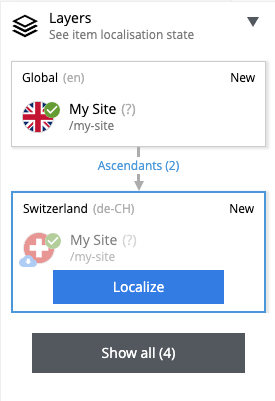 Layers
See item localisation state
Global (en) New
My Site (?)
/my-site
Ascendants (2)
Switzerland (de-CH) New
My Site (?)
/my-site
Localize
Show all (4)